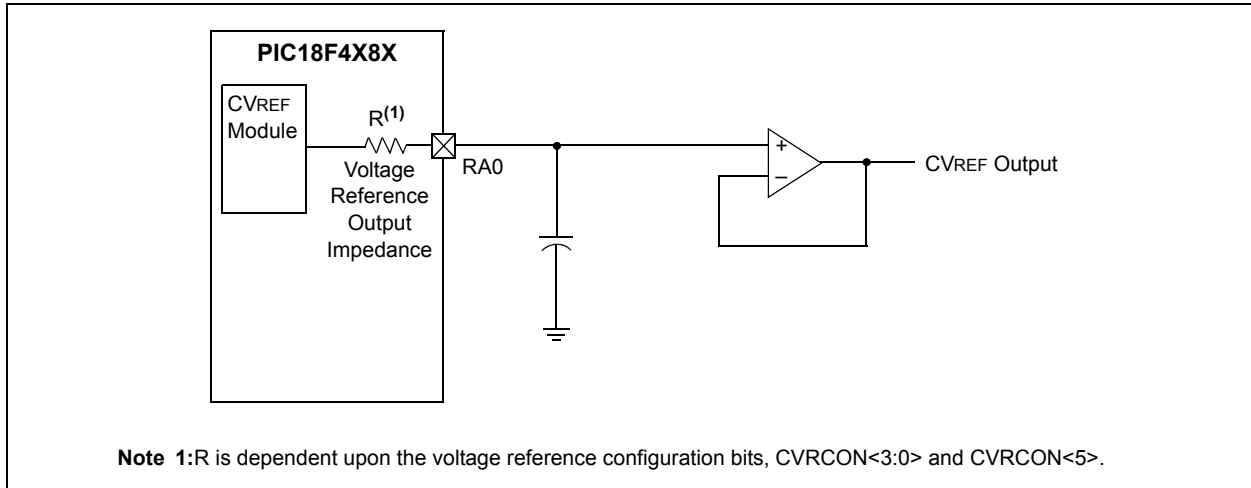 PIC18F4X8X
CVREF
Module
R(1)
Voltage
Reference
Output
Impedance
RA0
+
–
CVREF Output
Note 1:R is dependent upon the voltage reference configuration bits, CVRCON<3:0> and CVRCON<5>.